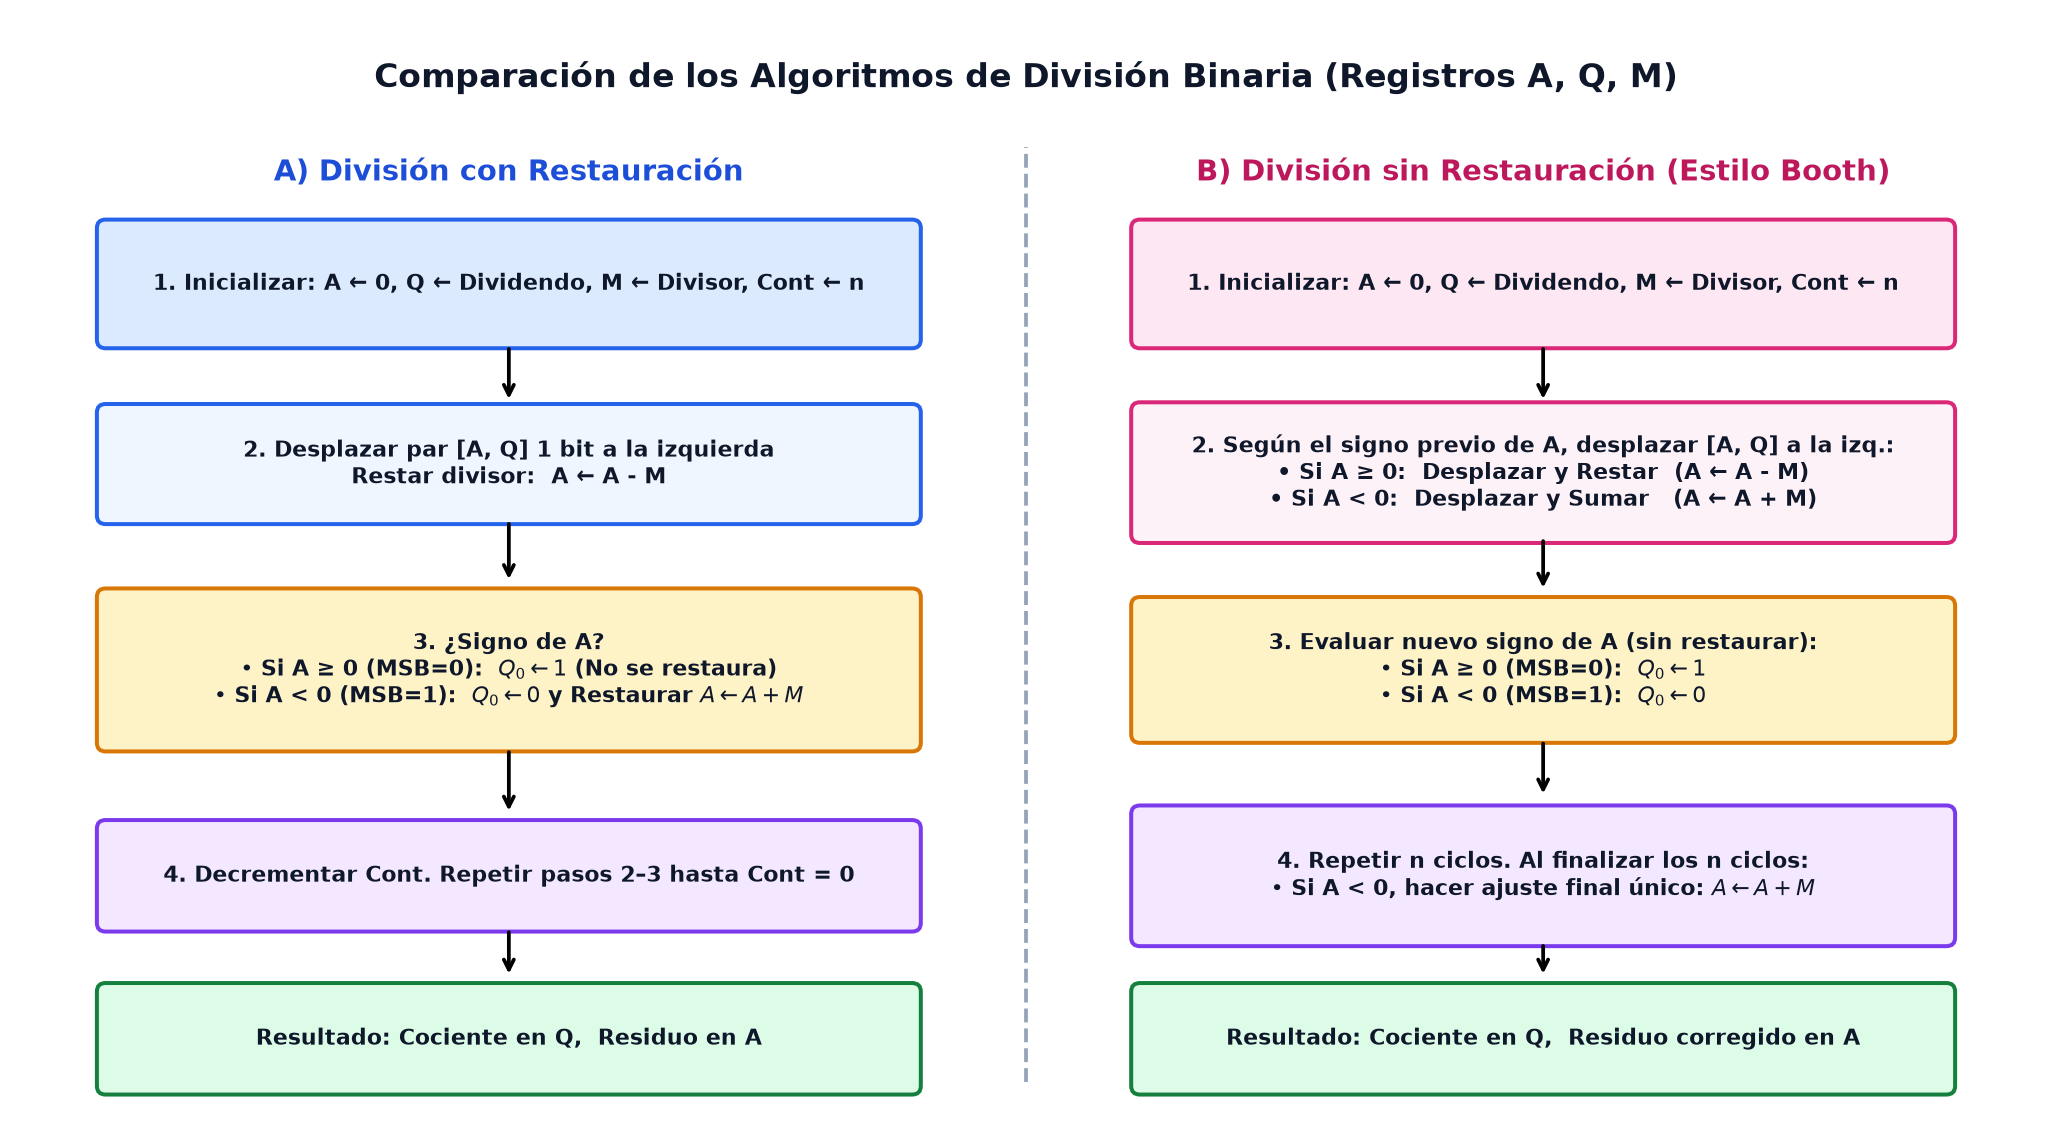 Comparación de los Algoritmos de División Binaria (Registros A, Q, M)
A) División con Restauración
1. Inicializar: A ← 0, Q ← Dividendo, M ← Divisor, Cont ← n
2. Desplazar par [A, Q] 1 bit a la izquierda
Restar divisor:  A ← A - M
3. ¿Signo de A?
• Si A ≥ 0 (MSB=0):  Q₀ ← 1 (No se restaura)
• Si A < 0 (MSB=1):  Q₀ ← 0 y Restaurar A ← A + M
4. Decrementar Cont. Repetir pasos 2–3 hasta Cont = 0
Resultado: Cociente en Q,  Residuo en A
B) División sin Restauración (Estilo Booth)
1. Inicializar: A ← 0, Q ← Dividendo, M ← Divisor, Cont ← n
2. Según el signo previo de A, desplazar [A, Q] a la izq.:
• Si A ≥ 0:  Desplazar y Restar  (A ← A - M)
• Si A < 0:  Desplazar y Sumar   (A ← A + M)
3. Evaluar nuevo signo de A (sin restaurar):
• Si A ≥ 0 (MSB=0):  Q₀ ← 1
• Si A < 0 (MSB=1):  Q₀ ← 0
4. Repetir n ciclos. Al finalizar los n ciclos:
• Si A < 0, hacer ajuste final único: A ← A + M
Resultado: Cociente en Q,  Residuo corregido en A